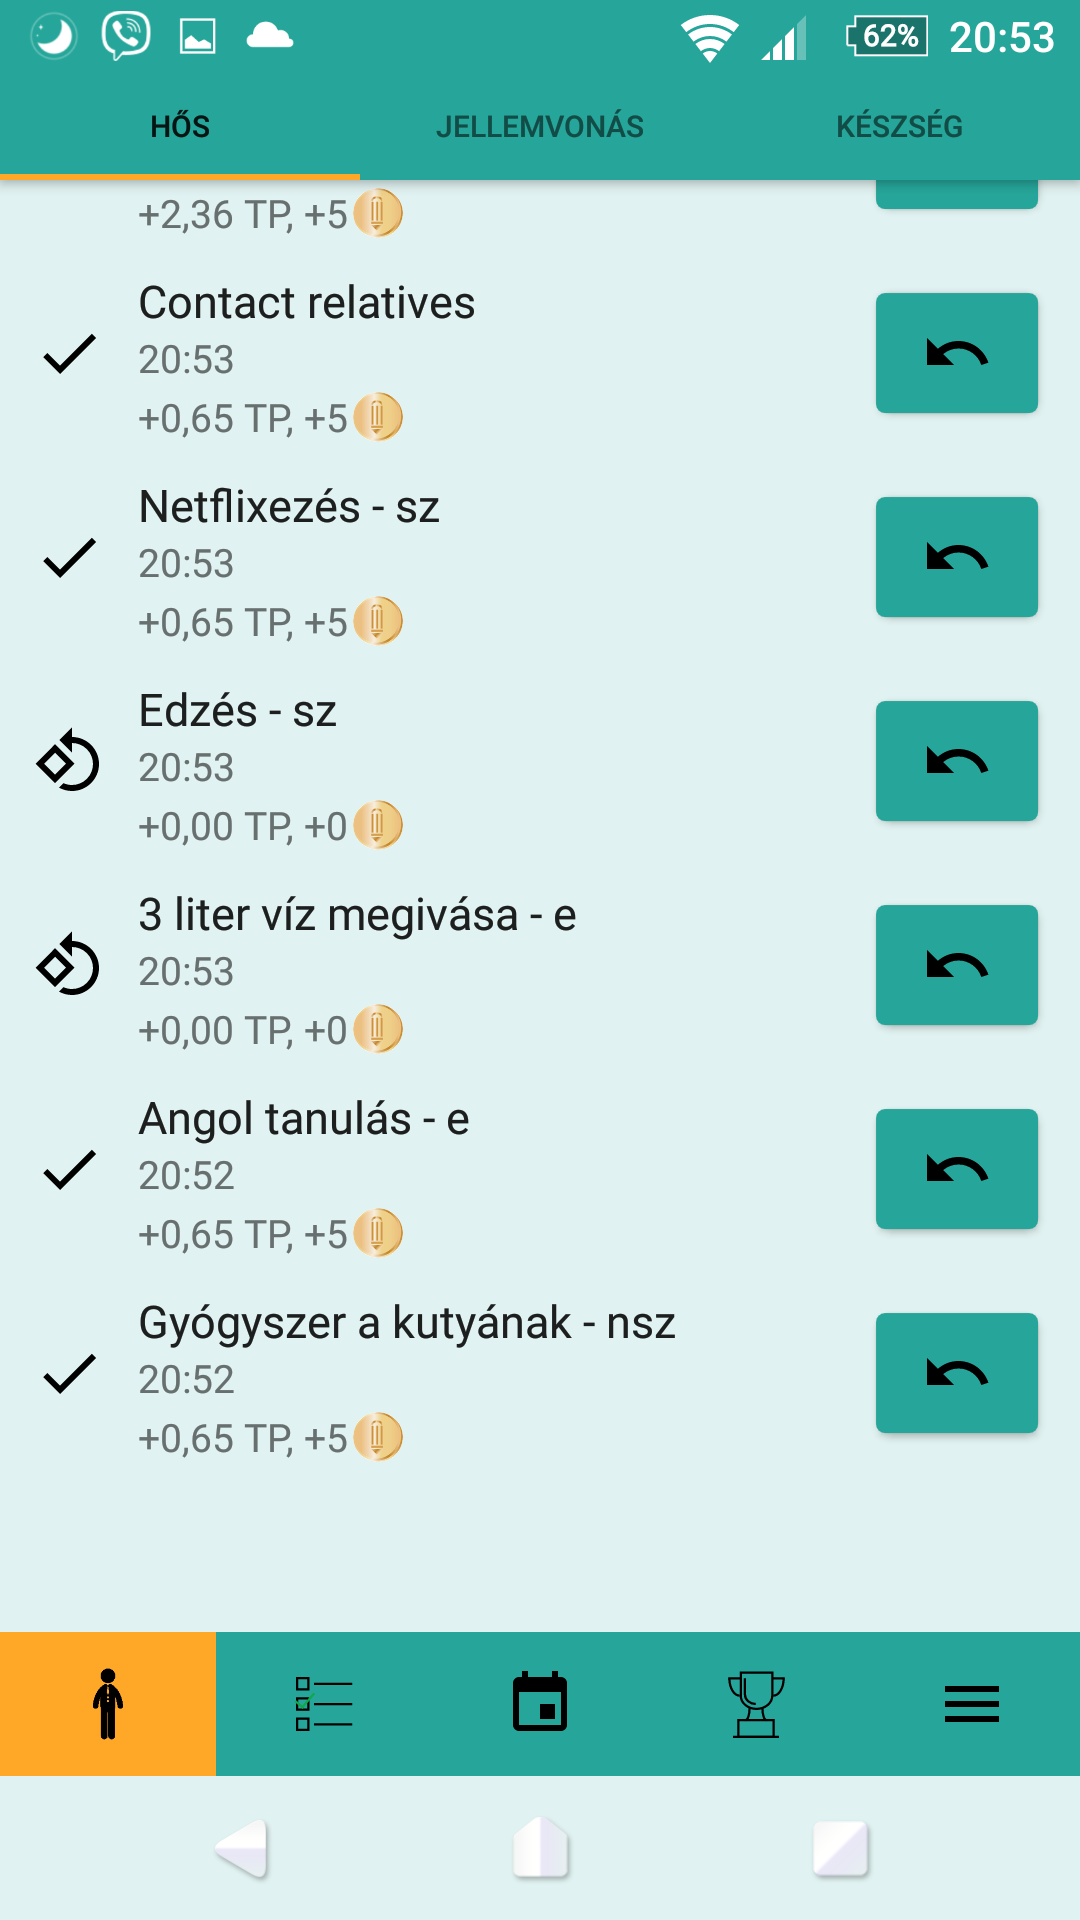 62% 20:53
HŐS JELLEMVONÁS KÉSZSÉG
+2,36 TP, +5
Contact relatives
20:53
+0,65 TP, +5
Netflixezés - sz
20:53
+0,65 TP, +5
Edzés - sz
20:53
+0,00 TP, +0
3 liter víz megivása - e
20:53
+0,00 TP, +0
Angol tanulás - e
20:52
+0,65 TP, +5
Gyógyszer a kutyának - nsz
20:52
+0,65 TP, +5